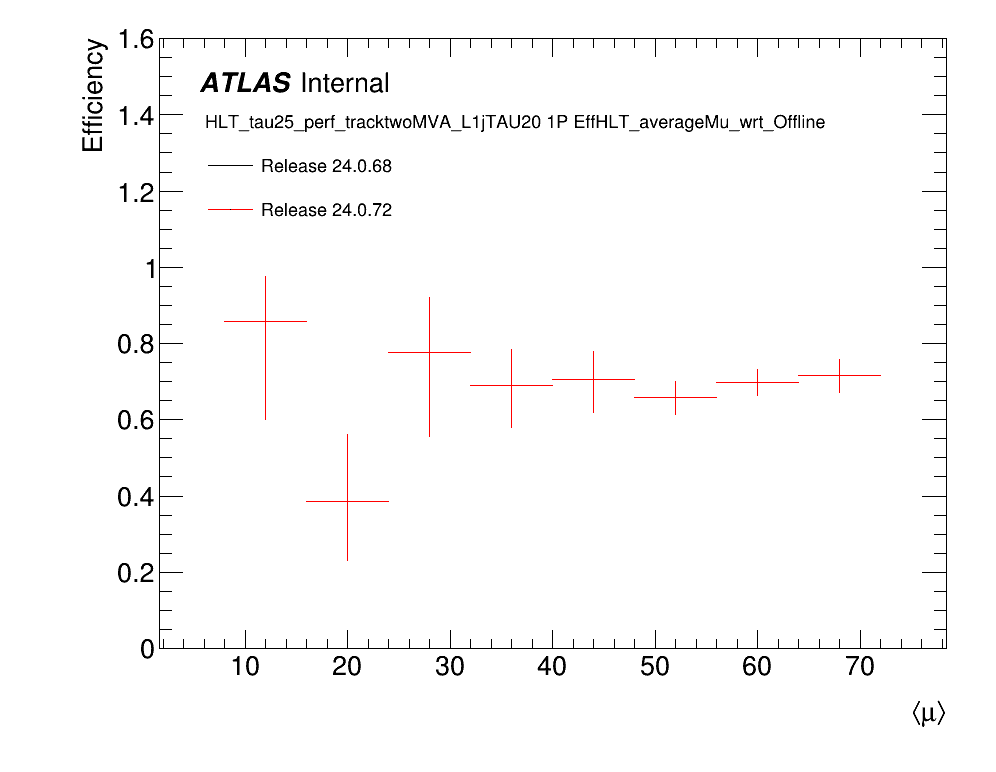 1.6
ATLAS Internal
Efficiency
HLT_tau25_perf_tracktwoMVA_L1jTAU20 1P EffHLT_averageMu_wrt_Offline
1.4
Release 24.0.68
1.2
Release 24.0.72
1
0.8
0.6
0.4
0.2
0
10 20 30 40 50 60 70
⟨μ⟩